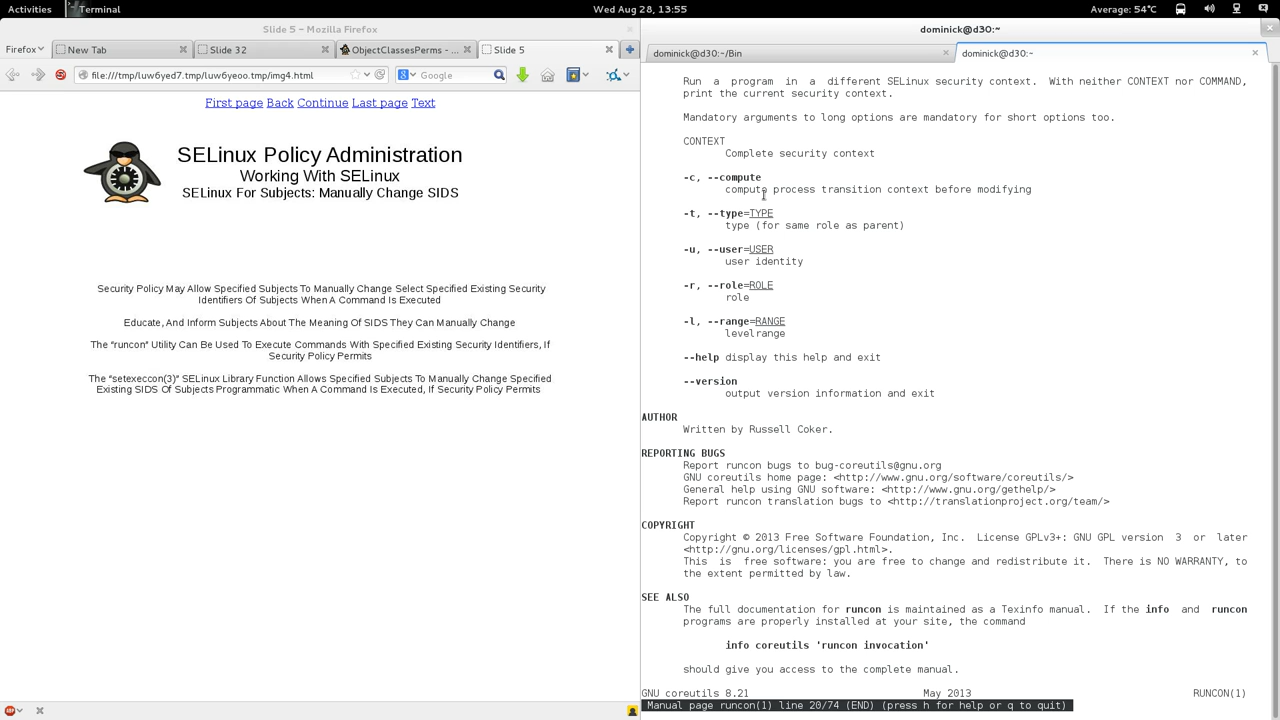 Activities Terminal Wed Aug 28, 13:55 Average: 54°C
Slide 5 - Mozilla Firefox
Firefox New Tab Slide 32 ObjectClassesPerms - ... Slide 5
file:///tmp/luw6yed7.tmp/luw6yeoo.tmp/img4.html Google
First page Back Continue Last page Text
SELinux Policy Administration
Working With SELinux
SELinux For Subjects: Manually Change SIDS
Security Policy May Allow Specified Subjects To Manually Change Select Specified Existing Security
Identifiers Of Subjects When A Command Is Executed
Educate, And Inform Subjects About The Meaning Of SIDS They Can Manually Change
The “runcon” Utility Can Be Used To Execute Commands With Specified Existing Security Identifiers, If
Security Policy Permits
The “setexeccon(3)” SELinux Library Function Allows Specified Subjects To Manually Change Specified
Existing SIDS Of Subjects Programmatic When A Command Is Executed, If Security Policy Permits
dominick@d30:~
dominick@d30:~/Bin dominick@d30:~
Run a program in a different SELinux security context. With neither CONTEXT nor COMMAND,
print the current security context.
Mandatory arguments to long options are mandatory for short options too.
CONTEXT
Complete security context
-c, --compute
compute process transition context before modifying
-t, --type=TYPE
type (for same role as parent)
-u, --user=USER
user identity
-r, --role=ROLE
role
-l, --range=RANGE
levelrange
--help display this help and exit
--version
output version information and exit
AUTHOR
Written by Russell Coker.
REPORTING BUGS
Report runcon bugs to bug-coreutils@gnu.org
GNU coreutils home page: <http://www.gnu.org/software/coreutils/>
General help using GNU software: <http://www.gnu.org/gethelp/>
Report runcon translation bugs to <http://translationproject.org/team/>
COPYRIGHT
Copyright © 2013 Free Software Foundation, Inc. License GPLv3+: GNU GPL version 3 or later
<http://gnu.org/licenses/gpl.html>.
This is free software: you are free to change and redistribute it. There is NO WARRANTY, to
the extent permitted by law.
SEE ALSO
The full documentation for runcon is maintained as a Texinfo manual. If the info and runcon
programs are properly installed at your site, the command
info coreutils 'runcon invocation'
should give you access to the complete manual.
GNU coreutils 8.21 May 2013 RUNCON(1)
Manual page runcon(1) line 20/74 (END) (press h for help or q to quit)